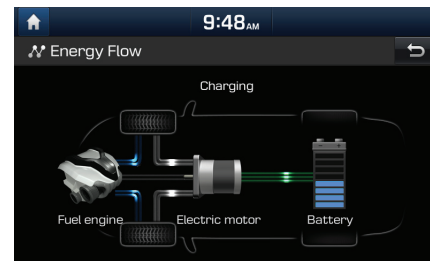 9:48AM
Energy Flow
Charging
Fuel engine
Electric motor
Battery